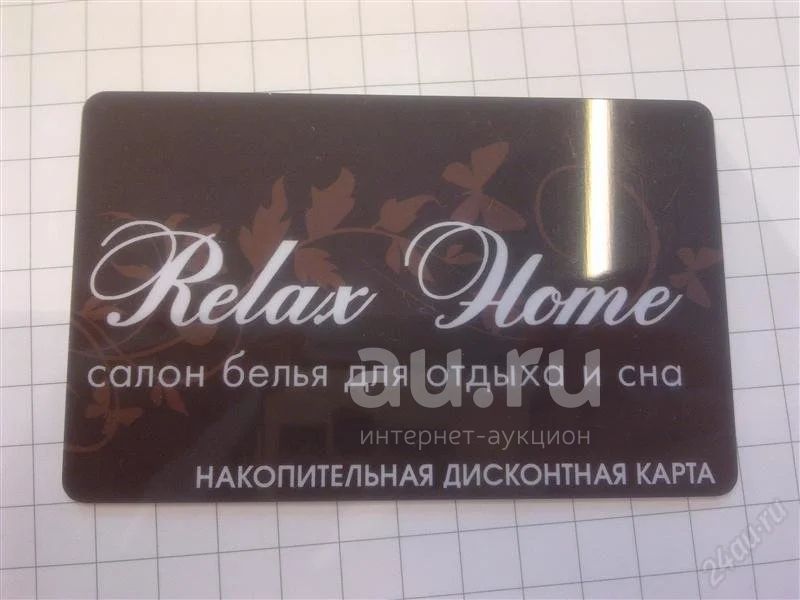 Relax Home
салон белья для отдыха и сна
au.ru
интернет-аукцион
НАКОПИТЕЛЬНАЯ ДИСКОНТНАЯ КАРТА
24au.ru